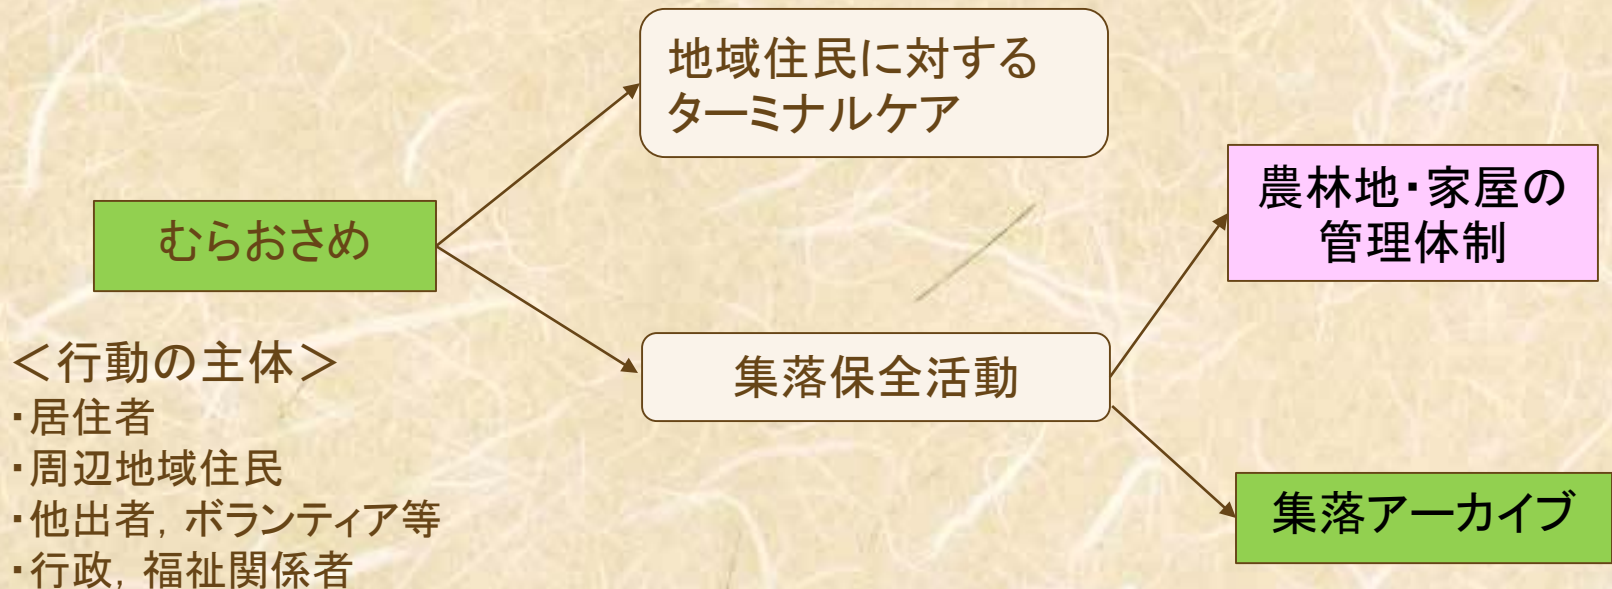 地域住民に対する
ターミナルケア
むらおさめ
農林地・家屋の
管理体制
集落保全活動
集落アーカイブ
＜行動の主体＞
・居住者
・周辺地域住民
・他出者，ボランティア等
・行政，福祉関係者